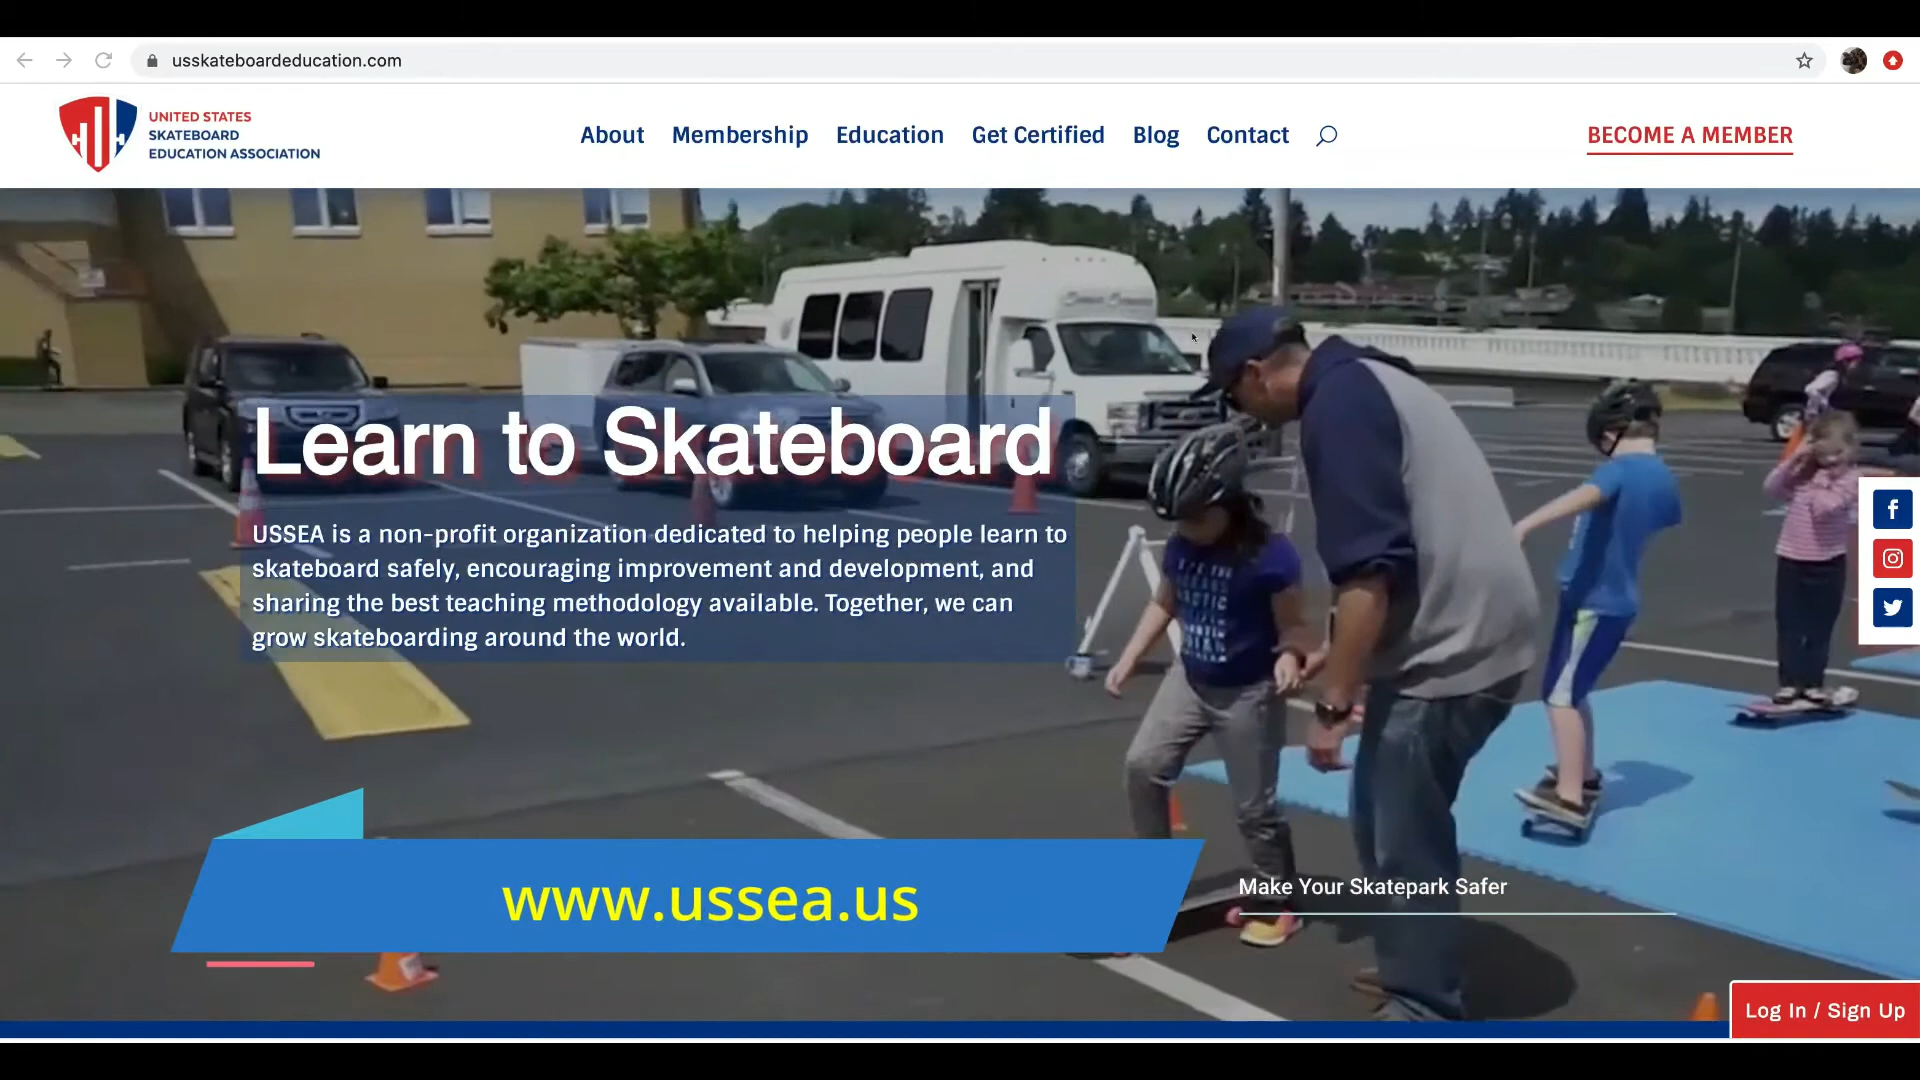 usskateboardeducation.com
UNITED STATES
SKATEBOARD
EDUCATION ASSOCIATION
About
Membership
Education
Get Certified
Blog
Contact
BECOME A MEMBER
Learn to Skateboard
USSEA is a non-profit organization dedicated to helping people learn to
skateboard safely, encouraging improvement and development, and
sharing the best teaching methodology available. Together, we can
grow skateboarding around the world.
www.ussea.us
Make Your Skatepark Safer
Log In / Sign Up